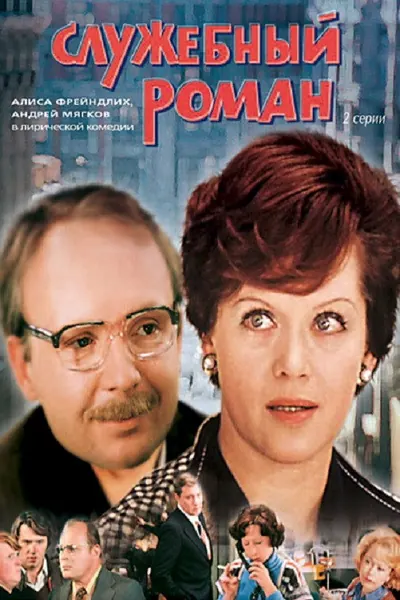 СЛУЖЕБНЫЙ
РОМАН
АЛИСА ФРЕЙНДЛИХ,
АНДРЕЙ МЯГКОВ
В ЛИРИЧЕСКОЙ КОМЕДИИ
2 серии